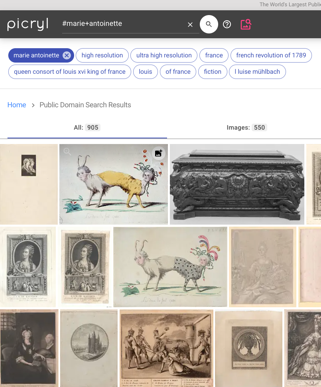 The World's Largest Publi
picryl
#marie+antoinette
marie antoinette
high resolution
ultra high resolution
france
french revolution of 1789
queen consort of louis xvi king of france
louis
of france
fiction
l luise mühlbach
Home > Public Domain Search Results
All: 905
Images: 550